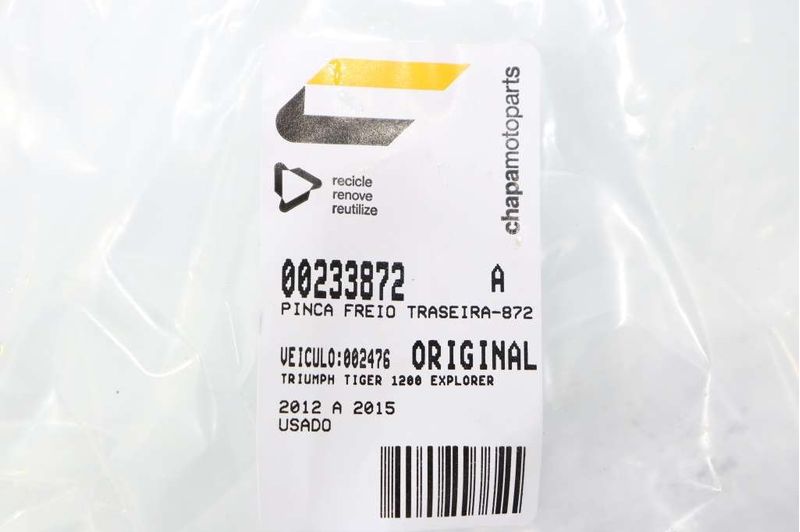 chapamotoparts
recicle
renove
reutilize
00233872 A
PINCA FREIO TRASEIRA-872
VEICULO:002476 ORIGINAL
TRIUMPH TIGER 1200 EXPLORER
2012 A 2015
USADO